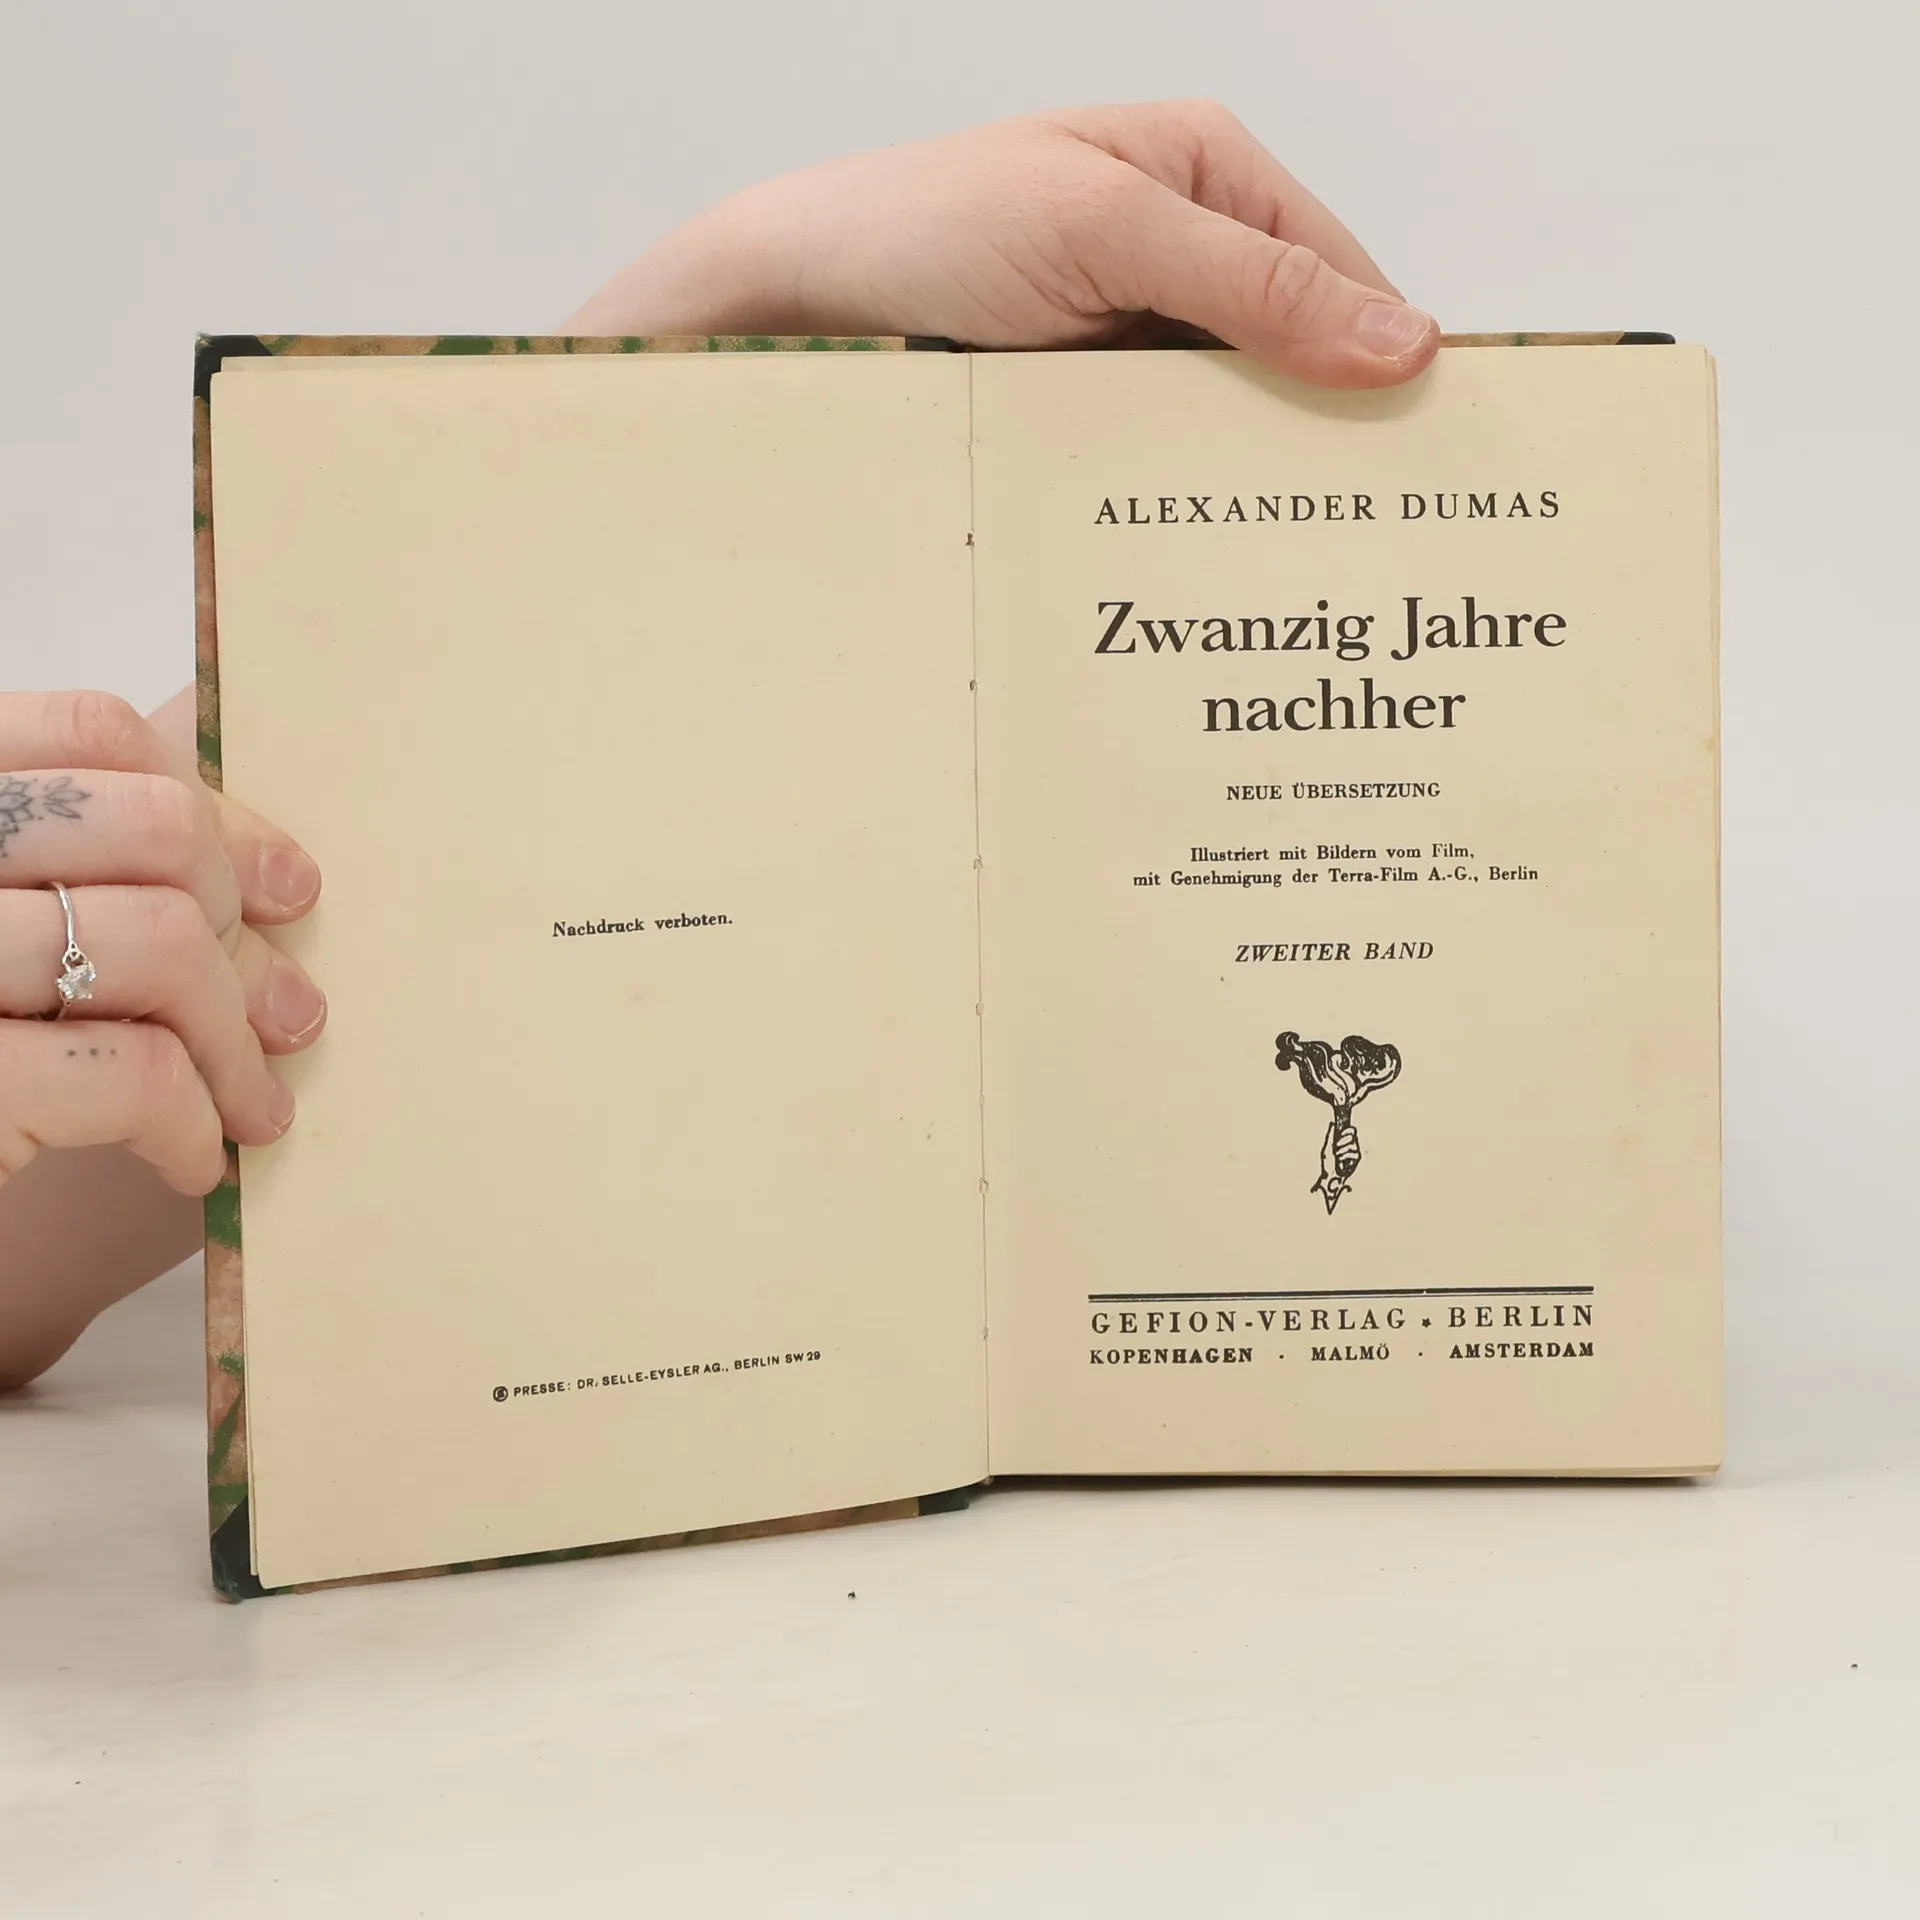 Nachdruck verboten.
PRESSE: DR. SELLE-EYSLER AG., BERLIN SW 29
ALEXANDER DUMAS
Zwanzig Jahre
nachher
NEUE ÜBERSETZUNG
Illustriert mit Bildern vom Film,
mit Genehmigung der Terra-Film A.-G., Berlin
ZWEITER BAND
GEFION-VERLAG * BERLIN
KOPENHAGEN · MALMÖ · AMSTERDAM